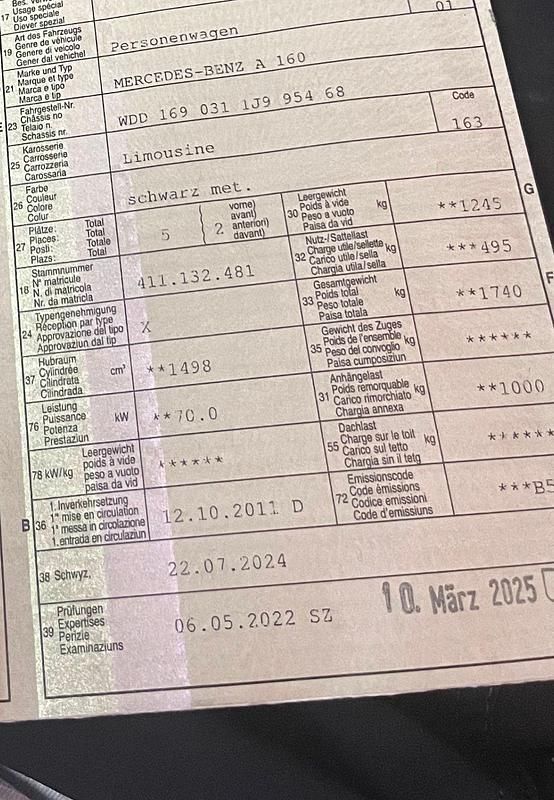 Bes. Verw
17 Usage spécial
Uso speciale
Diever spezial
01
Art des Fahrzeugs
19 Genre de véhicule
Genere di veicolo
Gener dal vehichel
Personenwagen
Marke und Typ
21 Marque et type
Marca e tipo
Marca e tip
MERCEDES-BENZ A 160
Fahrgestell-Nr.
E 23 Châssis no
Telaio n.
Schassis nr.
WDD 169 031 1J9 954 68
Karosserie
25 Carrosserie
Carrozzeria
Carossaria
Limousine
Code
163
Farbe
26 Couleur
Colore
Colur
schwarz met.
Plätze: Total
27 Places: Total
Posti: Totale
Plazs: Total
5
2
vorne)
avant)
anteriori)
davant)
Leergewicht
30 Poids à vide kg
Peso a vuoto
Paisa da vid
**1245
G
Stammnummer
18 N° matricule
N. di matricola
Nr. da matricla
411.132.481
Nutz-/Sattellast
32 Charge utile/sellette kg
Carico utile/sella
Chargia utila/sella
***495
Typengenehmigung
24 Réception par type
Approvazione del tipo
Approvaziun dal tip
X
Gesamtgewicht
33 Poids total kg
Peso totale
Paisa totala
**1740
F
Hubraum
37 Cylindrée cm³
Cilindrata
Cilindrada
**1498
Gewicht des Zuges
35 Poids de l'ensemble kg
Peso del convoglio
Paisa cumposiziun
******
Leistung
76 Puissance kW
Potenza
Prestaziun
**70.0
Anhängelast
31 Poids remorquable kg
Carico rimorchiato
Chargia annexa
**1000
Leergewicht
78 kW/kg poids à vide
peso a vuoto
paisa da vid
*****
Dachlast
55 Charge sur le toit kg
Carico sul tetto
Chargia sin il tetg
*****
1. Inverkehrsetzung
B 36 1re mise en circulation
1a messa in circolazione
1. entrada en circulaziun
12.10.2011 D
Emissionscode
72 Code émissions
Codice emissioni
Code d'emissiuns
***B5
38 Schwyz,
22.07.2024
Prüfungen
39 Expertises
Perizie
Examinaziuns
06.05.2022 SZ
10. März 2025